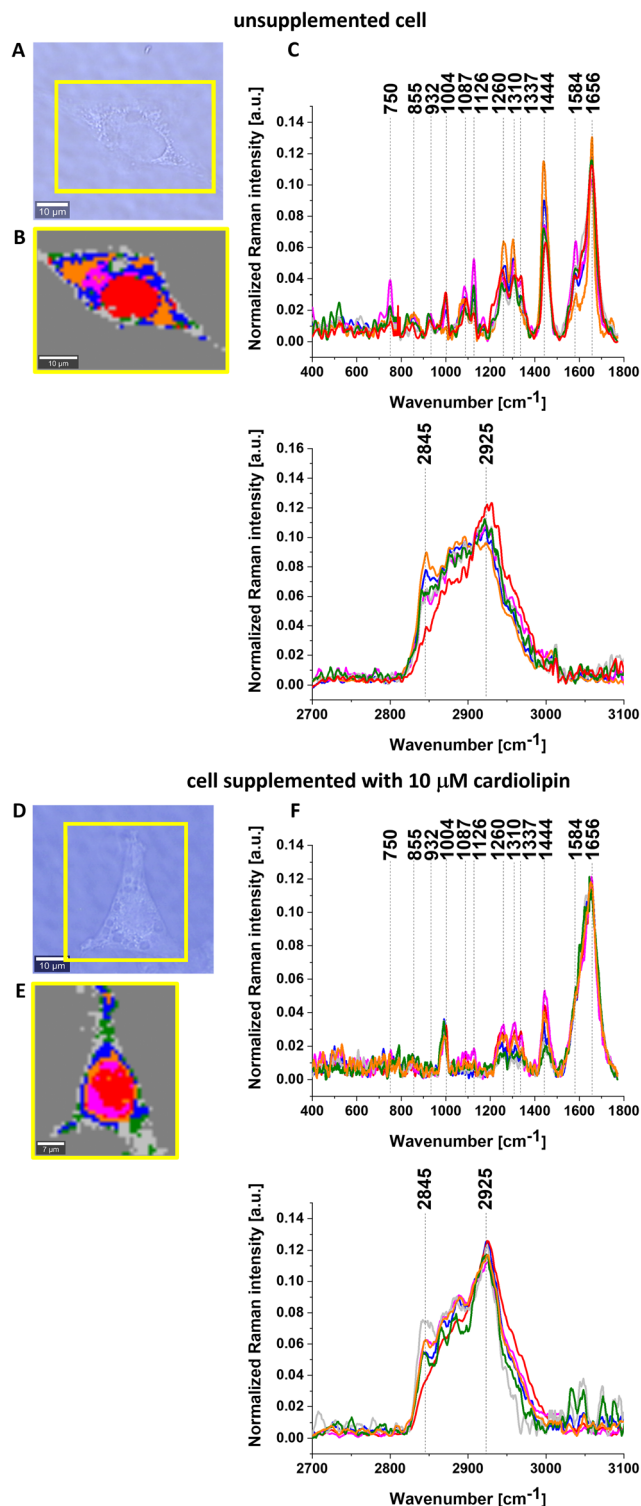 unsupplemented cell
A
10 µm
B
10 µm
C
750
855
932
1004
1087
1126
1260
1310
1337
1444
1584
1656
Normalized Raman intensity [a.u.]
0.14
0.12
0.10
0.08
0.06
0.04
0.02
0.00
400 600 800 1000 1200 1400 1600 1800
Wavenumber [cm-1]
2845
2925
Normalized Raman intensity [a.u.]
0.16
0.14
0.12
0.10
0.08
0.06
0.04
0.02
0.00
2700 2800 2900 3000 3100
Wavenumber [cm-1]
cell supplemented with 10 µM cardiolipin
D
10 µm
E
7 µm
F
750
855
932
1004
1087
1126
1260
1310
1337
1444
1584
1656
Normalized Raman intensity [a.u.]
0.14
0.12
0.10
0.08
0.06
0.04
0.02
0.00
400 600 800 1000 1200 1400 1600 1800
Wavenumber [cm-1]
2845
2925
Normalized Raman intensity [a.u.]
0.14
0.12
0.10
0.08
0.06
0.04
0.02
0.00
2700 2800 2900 3000 3100
Wavenumber [cm-1]